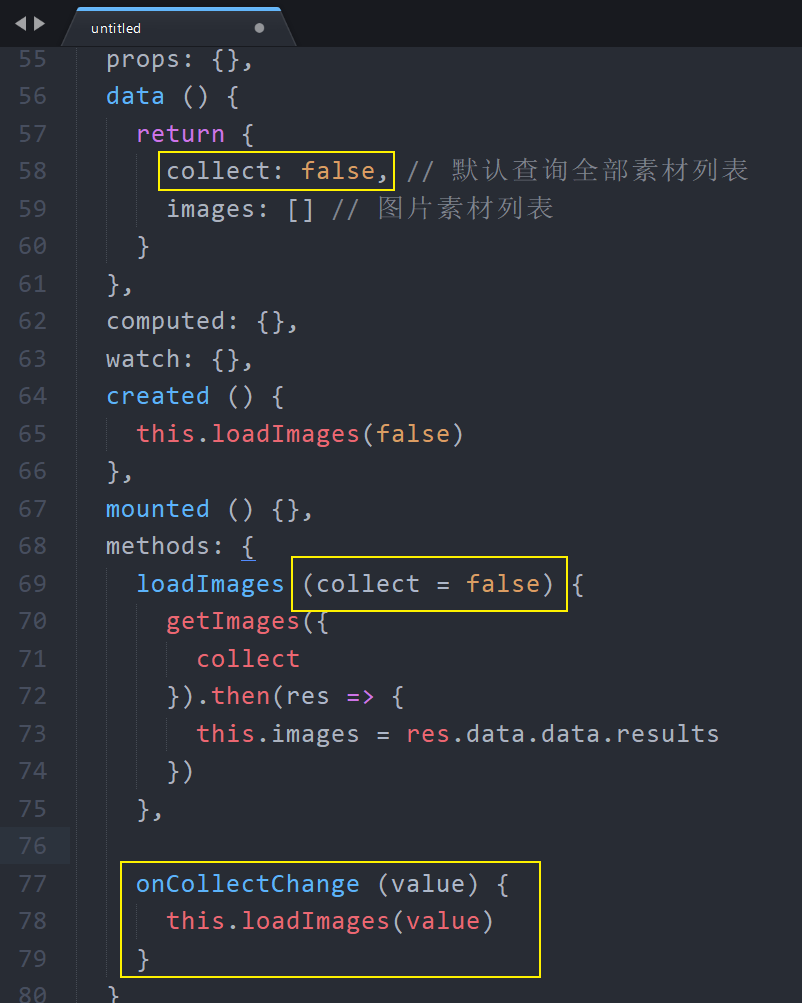 untitled
55 props: {},
56 data () {
57 return {
58 collect: false, // 默认查询全部素材列表
59 images: [] // 图片素材列表
60 }
61 },
62 computed: {},
63 watch: {},
64 created () {
65 this.loadImages(false)
66 },
67 mounted () {},
68 methods: {
69 loadImages (collect = false) {
70 getImages({
71 collect
72 }).then(res => {
73 this.images = res.data.data.results
74 })
75 },
76
77 onCollectChange (value) {
78 this.loadImages(value)
79 }
80 }